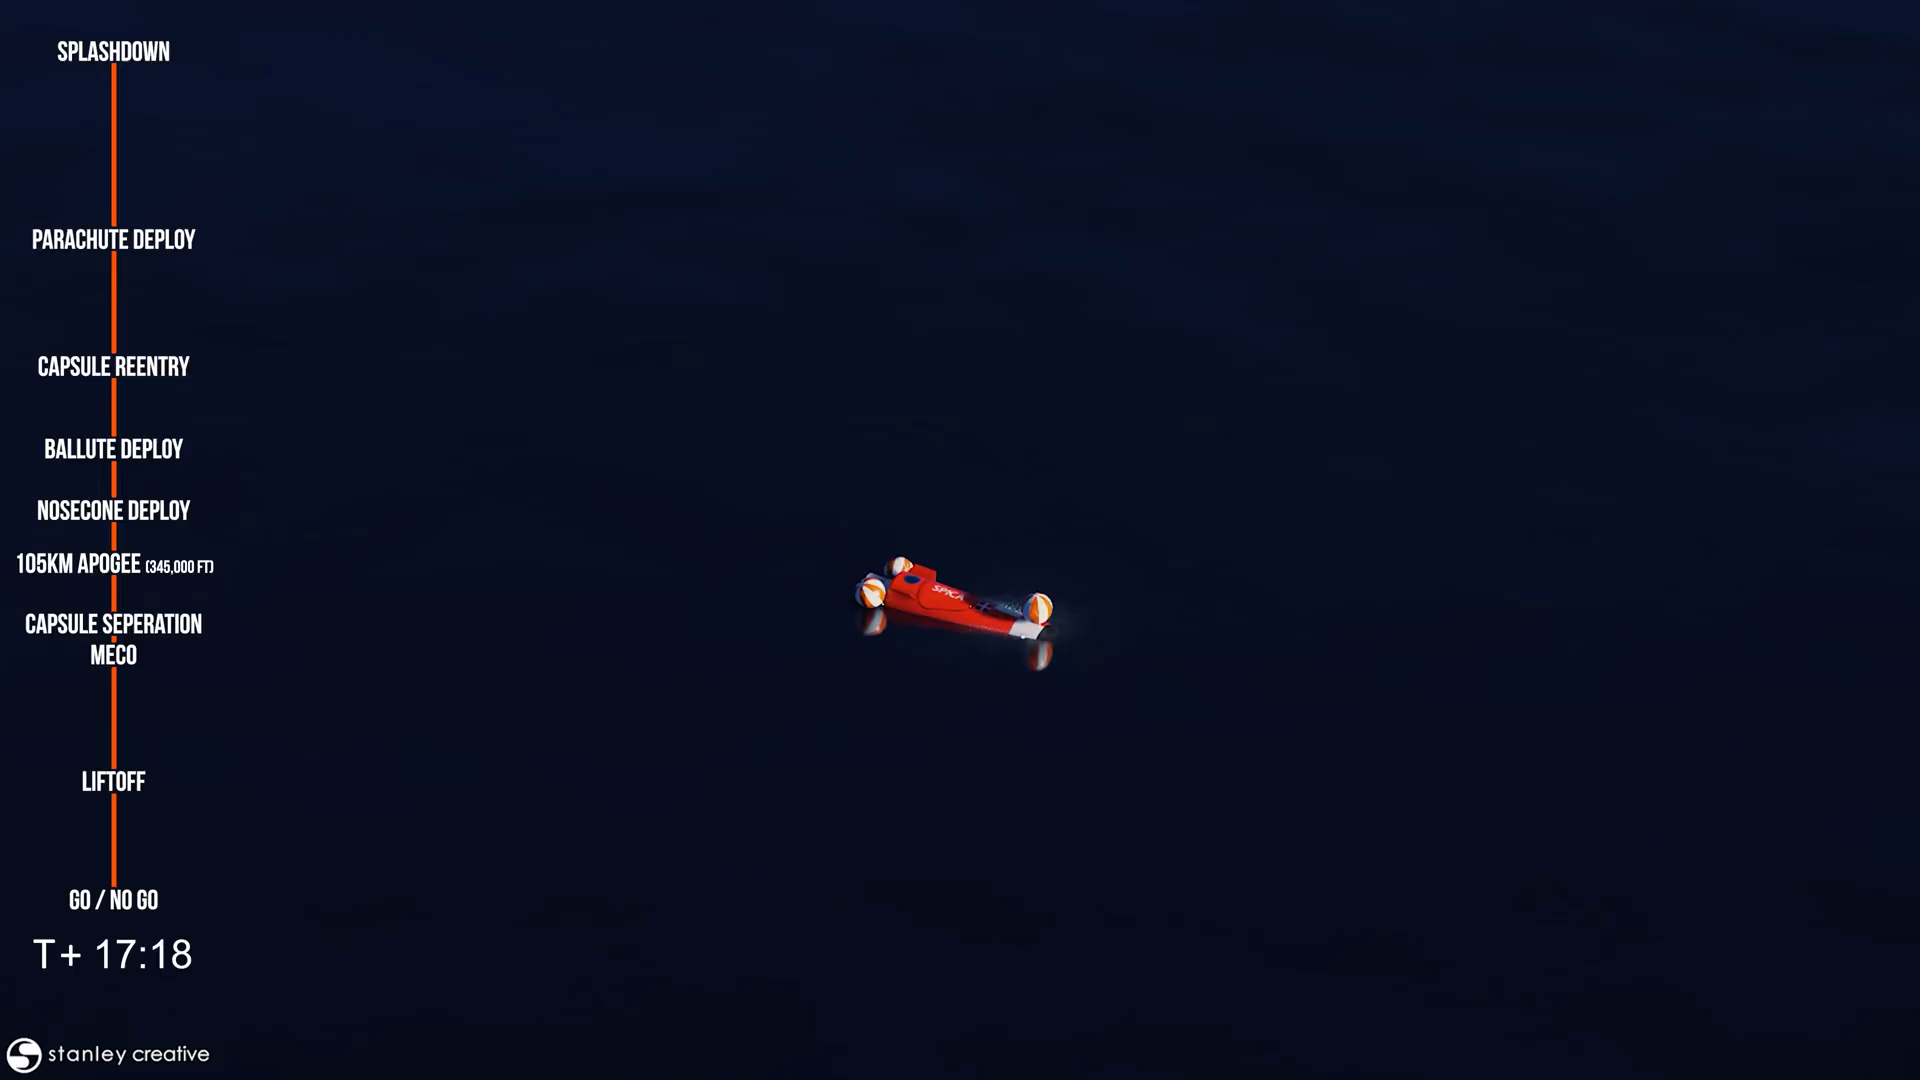 SPLASHDOWN
PARACHUTE DEPLOY
CAPSULE REENTRY
BALLUTE DEPLOY
NOSECONE DEPLOY
105KM APOGEE (345,000 FT)
CAPSULE SEPERATION
MECO
LIFTOFF
GO / NO GO
T+ 17:18
stanley creative
SPICA